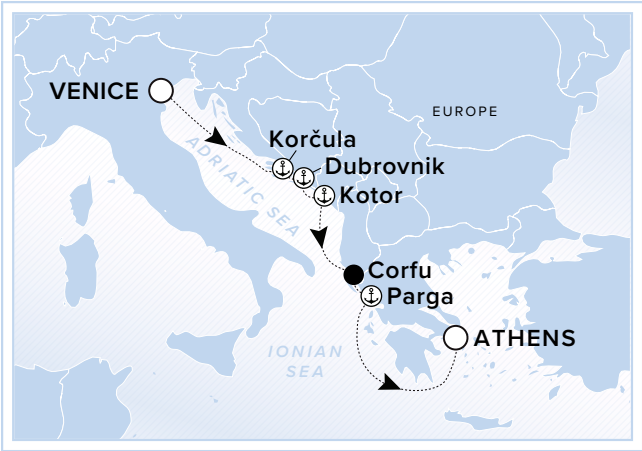 VENICE
EUROPE
Korčula
Dubrovnik
Kotor
ADRIATIC SEA
Corfu
Parga
ATHENS
IONIAN
SEA